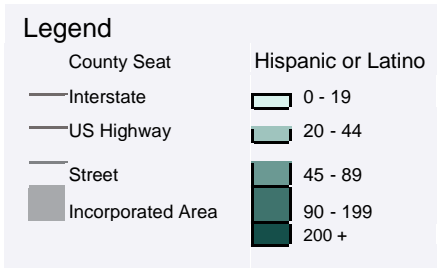 Legend
County Seat
Interstate
US Highway
Street
Incorporated Area
Hispanic or Latino
0 - 19
20 - 44
45 - 89
90 - 199
200 +